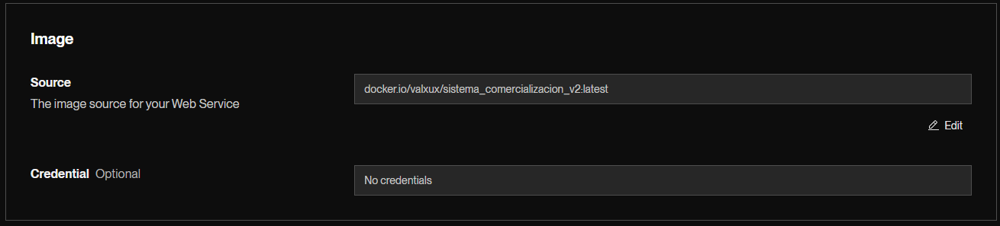 Image
Source
The image source for your Web Service
docker.io/valxux/sistema_comercializacion_v2:latest
Edit
Credential Optional
No credentials